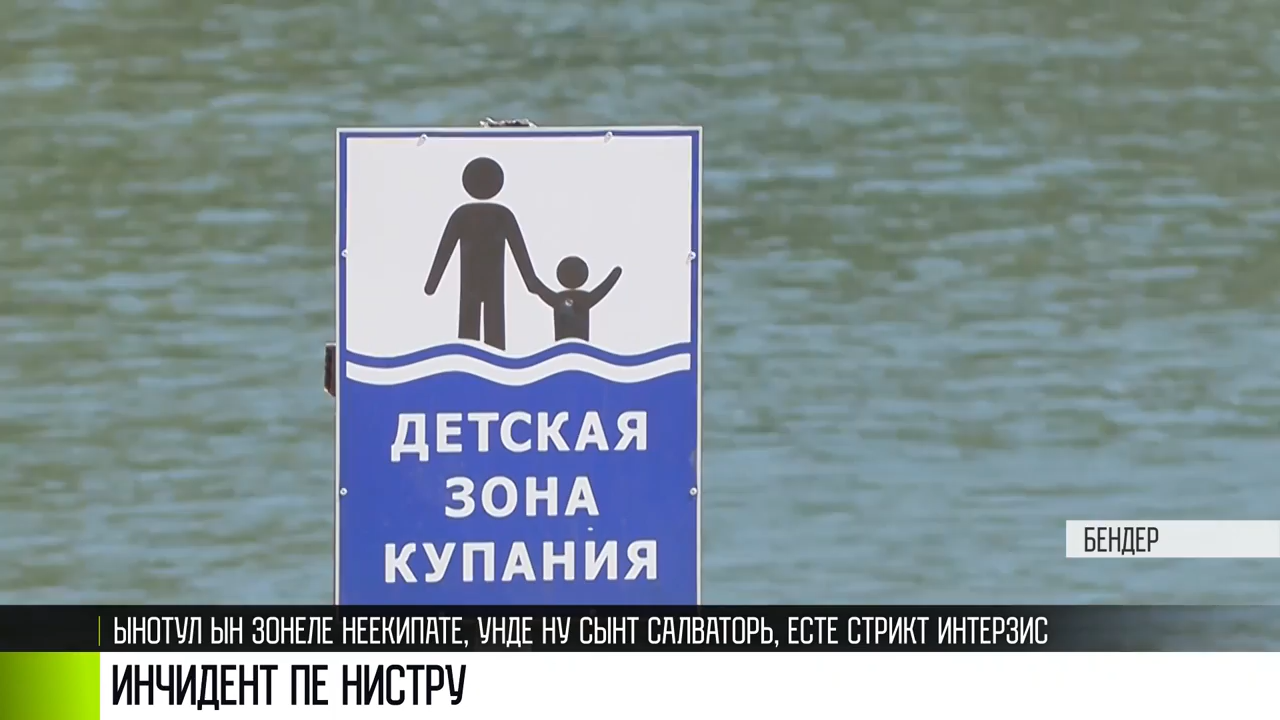 ДЕТСКАЯ
ЗОНА
КУПАНИЯ
БЕНДЕР
ЫНОТУЛ ЫН ЗОНЕЛЕ НЕЕКИПАТЕ, УНДЕ НУ СЫНТ САЛВАТОРЬ, ЕСТЕ СТРИКТ ИНТЕРЗИС
ИНЧИДЕНТ ПЕ НИСТРУ